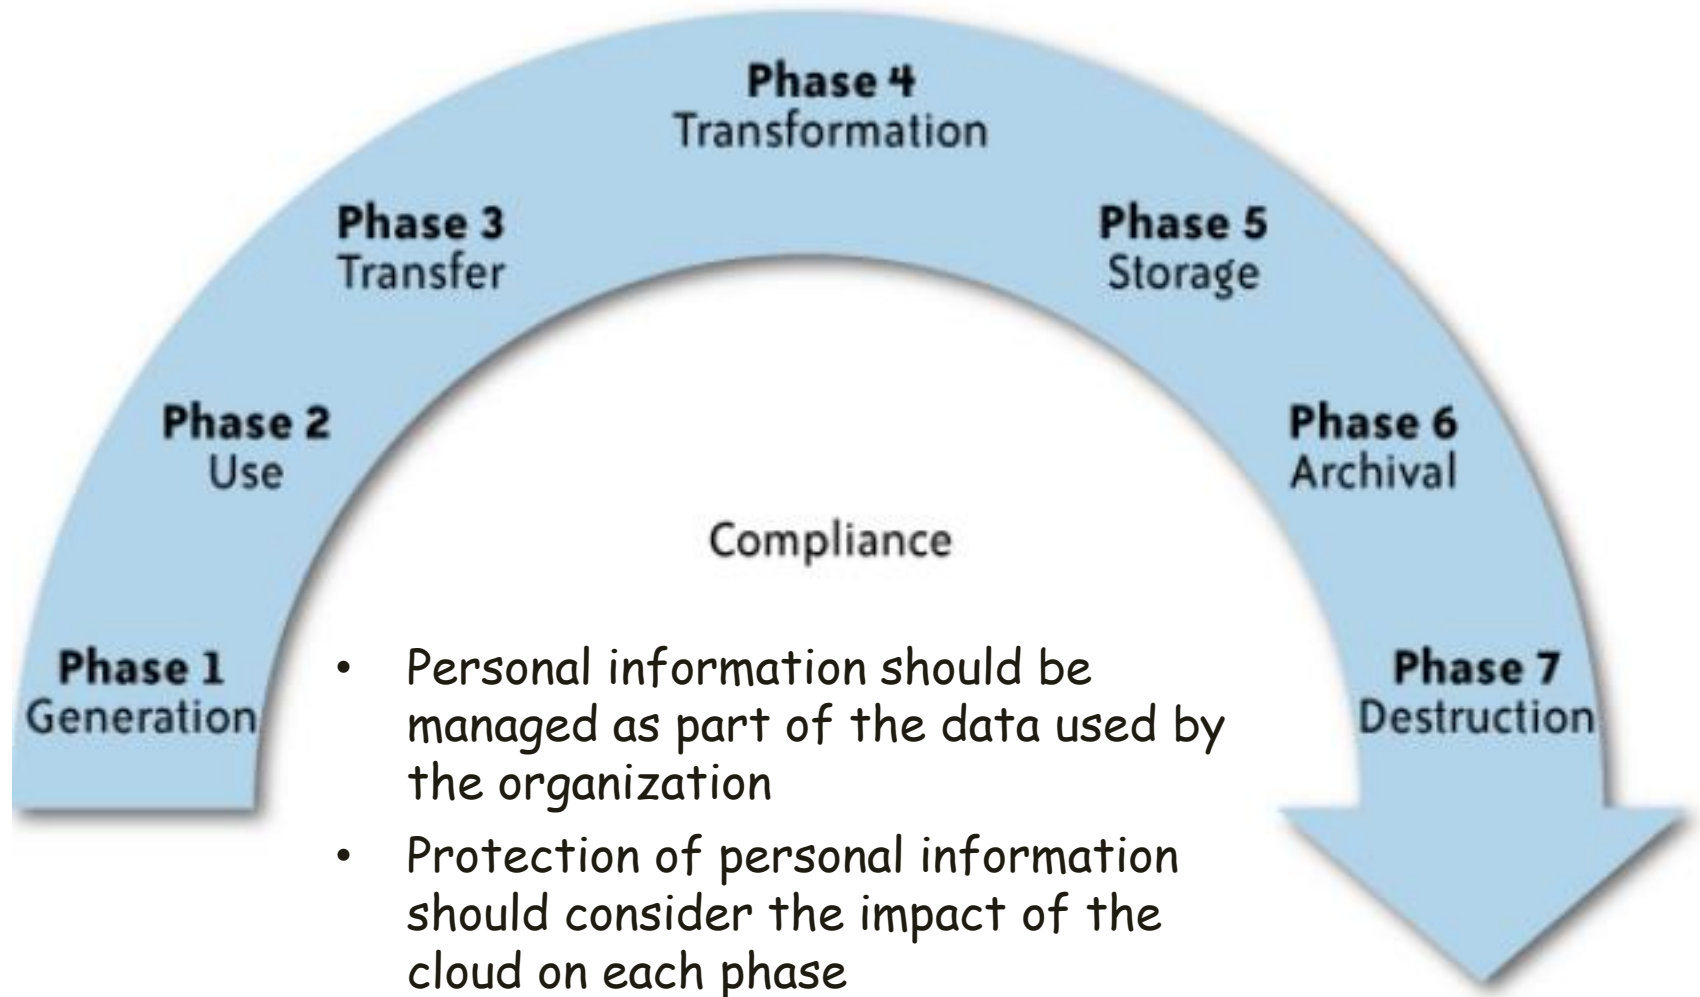 Phase 4
Transformation
Phase 3
Transfer
Phase 5
Storage
Phase 2
Use
Phase 6
Archival
Compliance
Phase 1
Generation
• Personal information should be
managed as part of the data used by
the organization
• Protection of personal information
should consider the impact of the
cloud on each phase
Phase 7
Destruction